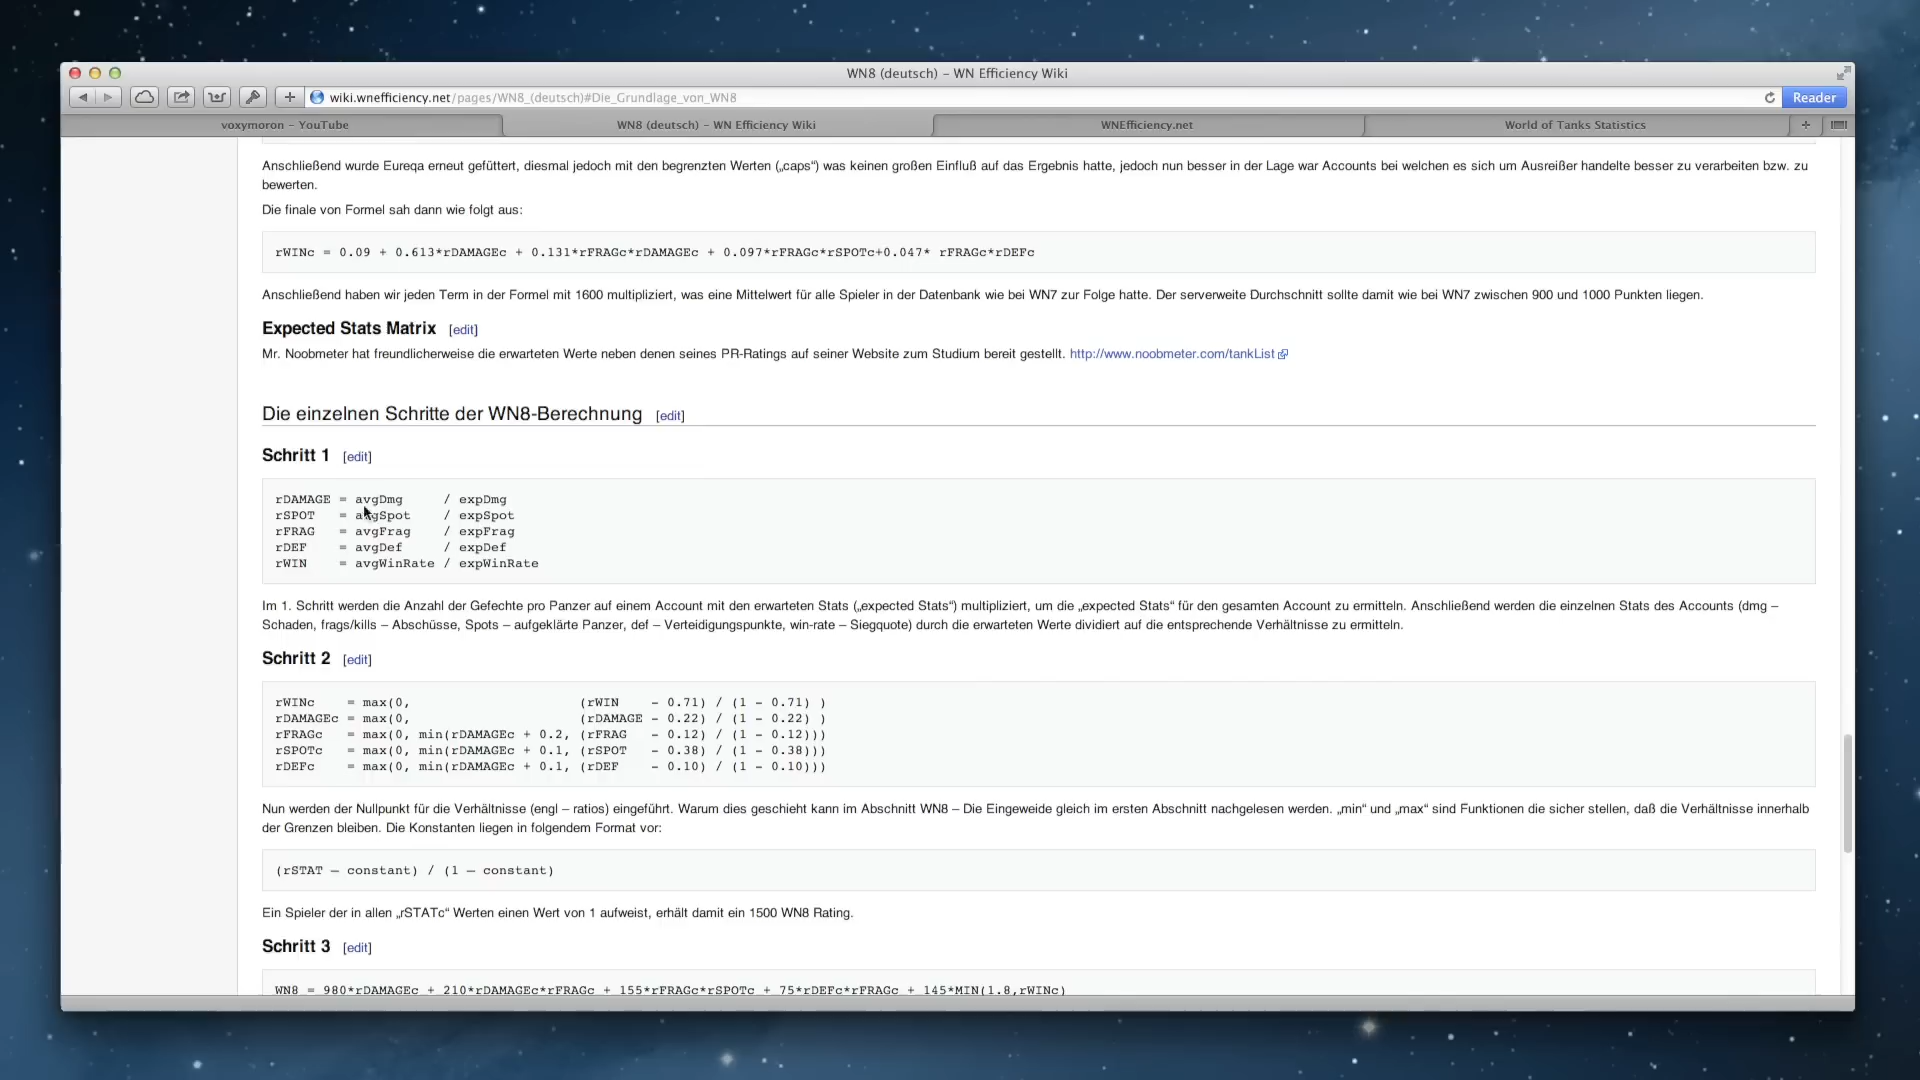 WN8 (deutsch) – WN Efficiency Wiki
wiki.wnefficiency.net/pages/WN8_(deutsch)#Die_Grundlage_von_WN8
Reader
voxymoron – YouTube
WN8 (deutsch) – WN Efficiency Wiki
WNEfficiency.net
World of Tanks Statistics
Anschließend wurde Eureqa erneut gefüttert, diesmal jedoch mit den begrenzten Werten („caps“) was keinen großen Einfluß auf das Ergebnis hatte, jedoch nun besser in der Lage war Accounts bei welchen es sich um Ausreißer handelte besser zu verarbeiten bzw. zu
bewerten.
Die finale von Formel sah dann wie folgt aus:
rWINc = 0.09 + 0.613*rDAMAGEc + 0.131*rFRAGc*rDAMAGEc + 0.097*rFRAGc*rSPOTc+0.047* rFRAGc*rDEFc
Anschließend haben wir jeden Term in der Formel mit 1600 multipliziert, was eine Mittelwert für alle Spieler in der Datenbank wie bei WN7 zur Folge hatte. Der serverweite Durchschnitt sollte damit wie bei WN7 zwischen 900 und 1000 Punkten liegen.
Expected Stats Matrix [edit]
Mr. Noobmeter hat freundlicherweise die erwarteten Werte neben denen seines PR-Ratings auf seiner Website zum Studium bereit gestellt. http://www.noobmeter.com/tankList
Die einzelnen Schritte der WN8-Berechnung [edit]
Schritt 1 [edit]
rDAMAGE = avgDmg / expDmg
rSPOT = avgSpot / expSpot
rFRAG = avgFrag / expFrag
rDEF = avgDef / expDef
rWIN = avgWinRate / expWinRate
Im 1. Schritt werden die Anzahl der Gefechte pro Panzer auf einem Account mit den erwarteten Stats („expected Stats“) multipliziert, um die „expected Stats“ für den gesamten Account zu ermitteln. Anschließend werden die einzelnen Stats des Accounts (dmg –
Schaden, frags/kills – Abschüsse, Spots – aufgeklärte Panzer, def – Verteidigungspunkte, win-rate – Siegquote) durch die erwarteten Werte dividiert auf die entsprechende Verhältnisse zu ermitteln.
Schritt 2 [edit]
rWINc = max(0, (rWIN - 0.71) / (1 - 0.71) )
rDAMAGEc = max(0, (rDAMAGE - 0.22) / (1 - 0.22) )
rFRAGc = max(0, min(rDAMAGEc + 0.2, (rFRAG - 0.12) / (1 - 0.12)))
rSPOTc = max(0, min(rDAMAGEc + 0.1, (rSPOT - 0.38) / (1 - 0.38)))
rDEFc = max(0, min(rDAMAGEc + 0.1, (rDEF - 0.10) / (1 - 0.10)))
Nun werden der Nullpunkt für die Verhältnisse (engl – ratios) eingeführt. Warum dies geschieht kann im Abschnitt WN8 – Die Eingeweide gleich im ersten Abschnitt nachgelesen werden. „min“ und „max“ sind Funktionen die sicher stellen, daß die Verhältnisse innerhalb
der Grenzen bleiben. Die Konstanten liegen in folgendem Format vor:
(rSTAT – constant) / (1 – constant)
Ein Spieler der in allen „rSTATc“ Werten einen Wert von 1 aufweist, erhält damit ein 1500 WN8 Rating.
Schritt 3 [edit]
WN8 = 980*rDAMAGEc + 210*rDAMAGEc*rFRAGc + 155*rFRAGc*rSPOTc + 75*rDEFc*rFRAGc + 145*MIN(1.8,rWINc)